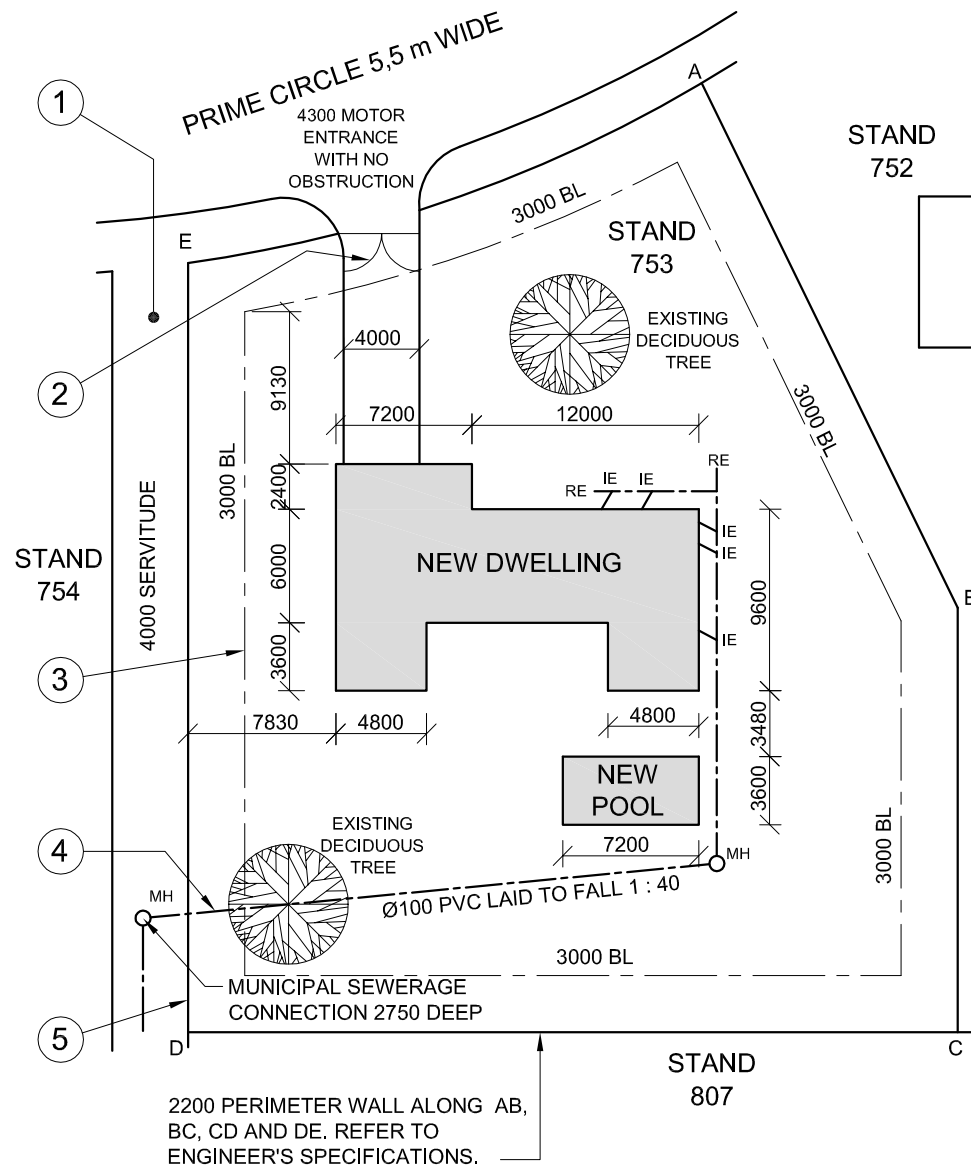 PRIME CIRCLE 5,5 m WIDE
A
1
4300 MOTOR
ENTRANCE
WITH NO
OBSTRUCTION
STAND
752
3000 BL
E
STAND
753
2
EXISTING
DECIDUOUS
TREE
4000
9130
3000 BL
7200
12000
3000 BL
2400
RE
IE
IE
RE
4000 SERVITUDE
STAND
754
6000
NEW DWELLING
IE
IE
9600
B
3
3600
IE
7830
4800
4800
3480
NEW
POOL
3600
4
EXISTING
DECIDUOUS
TREE
7200
3000 BL
MH
MH
Ø100 PVC LAID TO FALL 1 : 40
3000 BL
MUNICIPAL SEWERAGE
CONNECTION 2750 DEEP
5
D
C
STAND
807
2200 PERIMETER WALL ALONG AB,
BC, CD AND DE. REFER TO
ENGINEER'S SPECIFICATIONS.